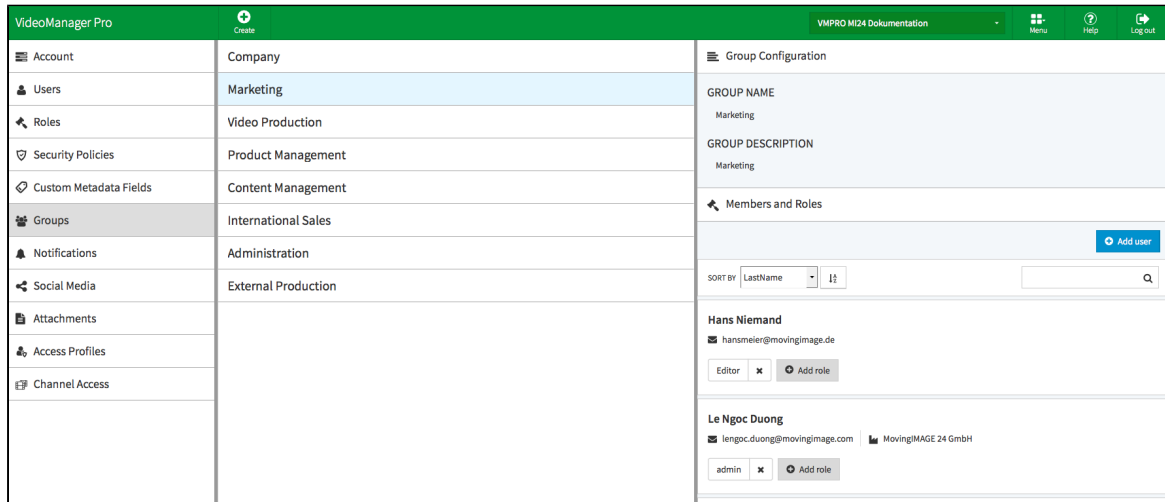 VideoManager Pro
Create
VMPRO MI24 Dokumentation
Menu
Help
Log out
Account
Users
Roles
Security Policies
Custom Metadata Fields
Groups
Notifications
Social Media
Attachments
Access Profiles
Channel Access
Company
Marketing
Video Production
Product Management
Content Management
International Sales
Administration
External Production
Group Configuration
GROUP NAME
Marketing
GROUP DESCRIPTION
Marketing
Members and Roles
Add user
SORT BY LastName
Hans Niemand
hansmeier@movingimage.de
Editor Add role
Le Ngoc Duong
lengoc.duong@movingimage.com MovingIMAGE 24 GmbH
admin Add role